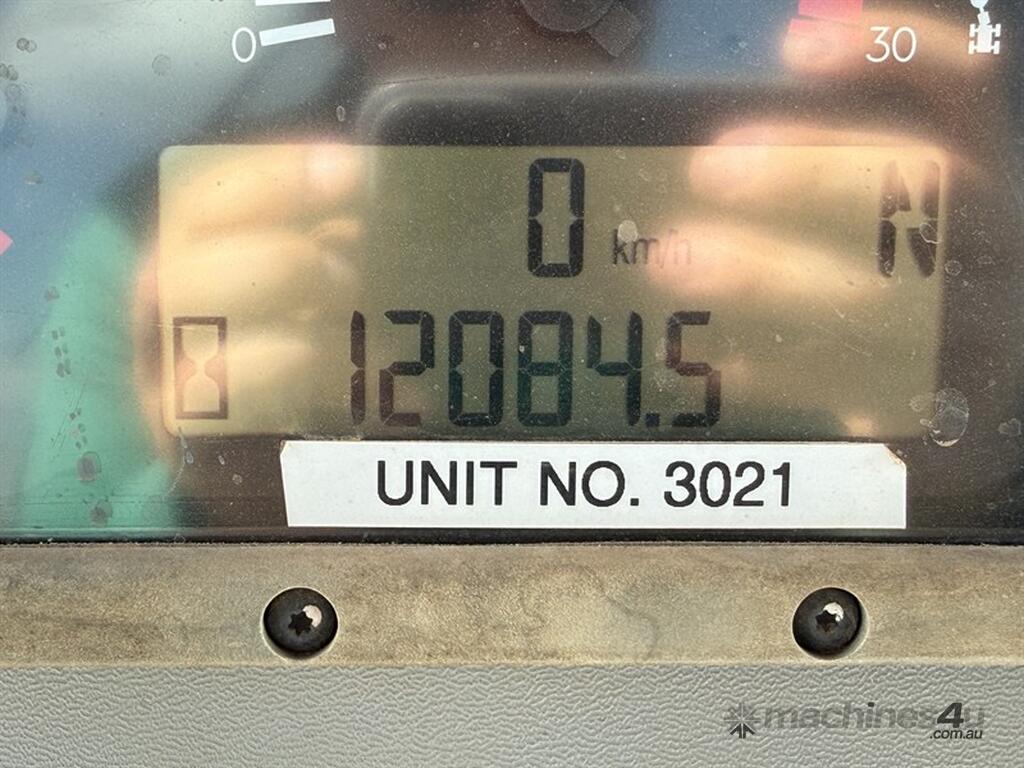 0 30
0 km/h N
12084.5
UNIT NO. 3021
machines4u
.com.au